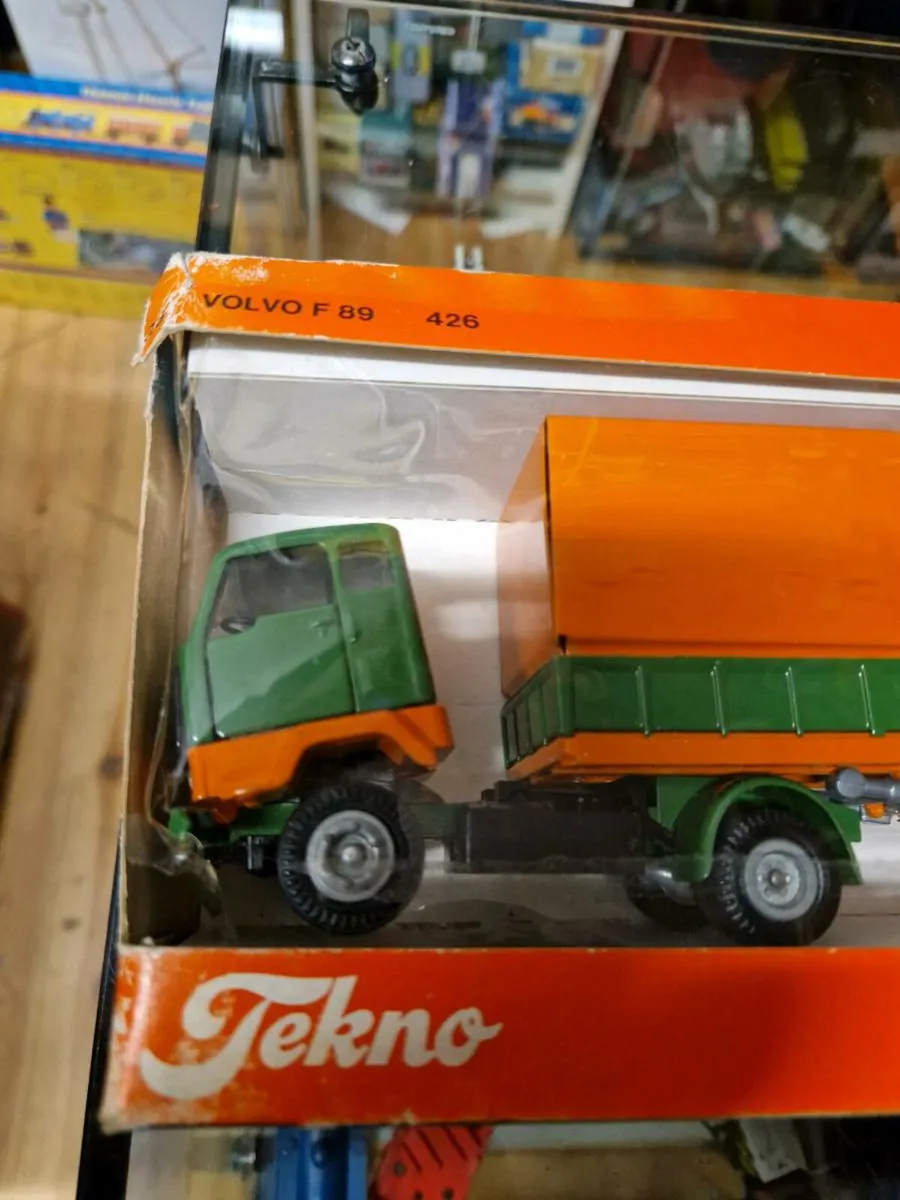 VOLVO F 89 426
Tekno